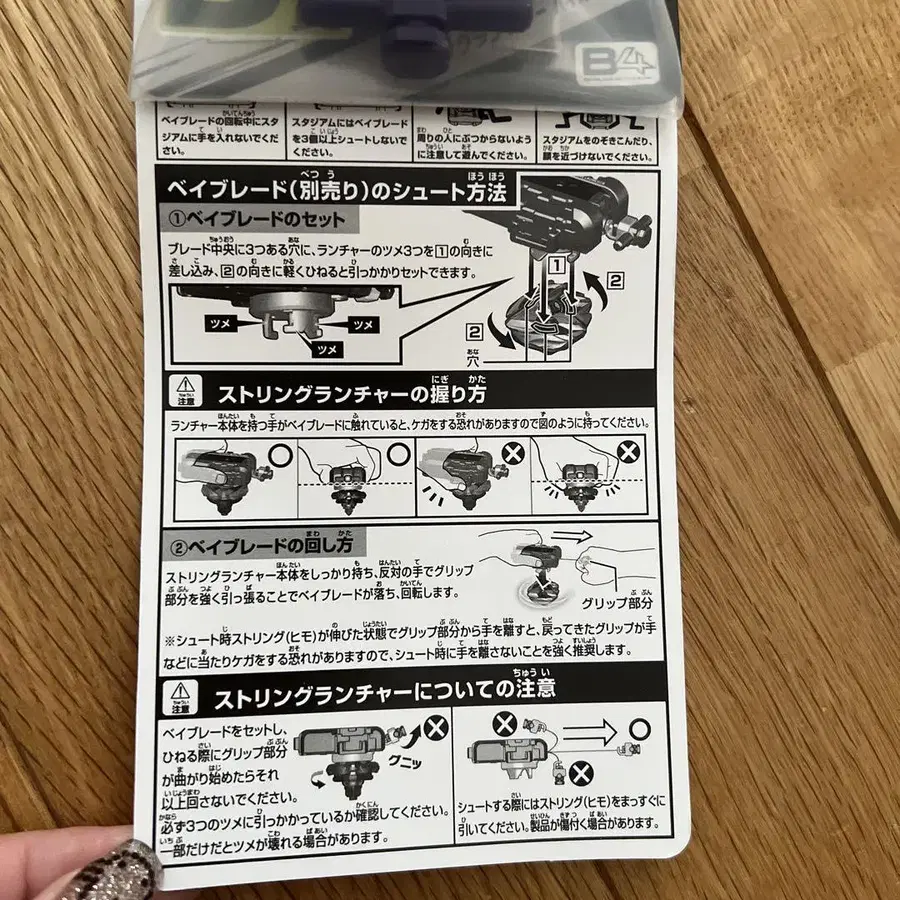 B4
ベイブレードの回転中にスタ
ジアムに手を入れないでくだ
さい。
スタジアムにはベイブレード
を3個以上シュートしないで
ください。
周りの人にぶつからないよう
に注意して遊んでください。
スタジアムをのぞきこんだり、
顔を近づけないでください。
ベイブレード(別売り)のシュート方法
①ベイブレードのセット
ブレード中央に3つある穴に、ランチャーのツメ3つを1の向きに
差し込み、2の向きに軽くひねると引っかかりセットできます。
ツメ
ツメ
ツメ
1
2
2
穴
注意
ストリングランチャーの握り方
ランチャー本体を持つ手がベイブレードに触れていると、ケガをする恐れがありますので図のように持ってください。
②ベイブレードの回し方
ストリングランチャー本体をしっかり持ち、反対の手でグリップ
部分を強く引っ張ることでベイブレードが落ち、回転します。
グリップ部分
※シュート時ストリング(ヒモ)が伸びた状態でグリップ部分から手を離すと、戻ってきたグリップが手
などに当たりケガをする恐れがありますので、シュート時に手を離さないことを強く推奨します。
注意
ストリングランチャーについての注意
ベイブレードをセットし、
ひねる際にグリップ部分
が曲がり始めたらそれ
以上回さないでください。
必ず3つのツメに引っかかっているか確認してください。
一部だけだとツメが壊れる場合があります。
グニッ
シュートする際にはストリング(ヒモ)をまっすぐに
引いてください。製品が傷付く場合があります。